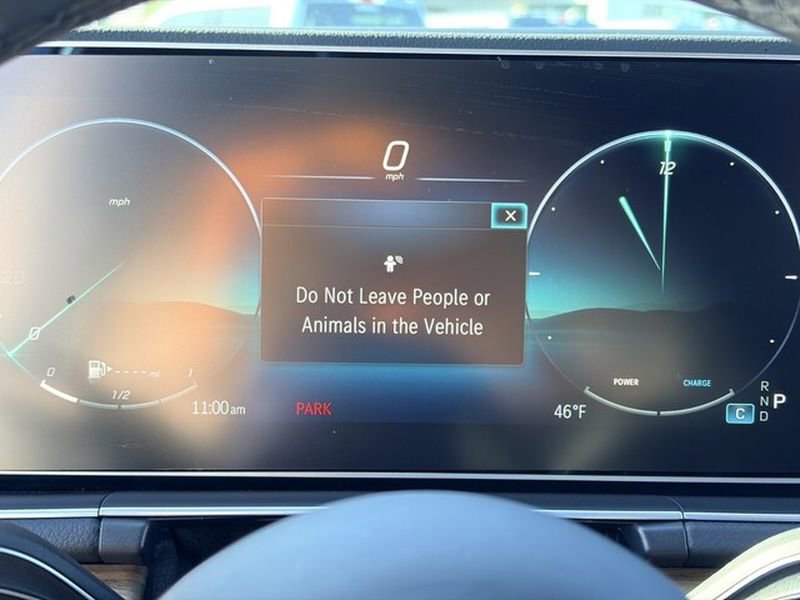 0
mph
mph
12
X
20
Do Not Leave People or
Animals in the Vehicle
0
0
mi
1
1/2
POWER
CHARGE
11:00am
PARK
46°F
C
R
N
D
P